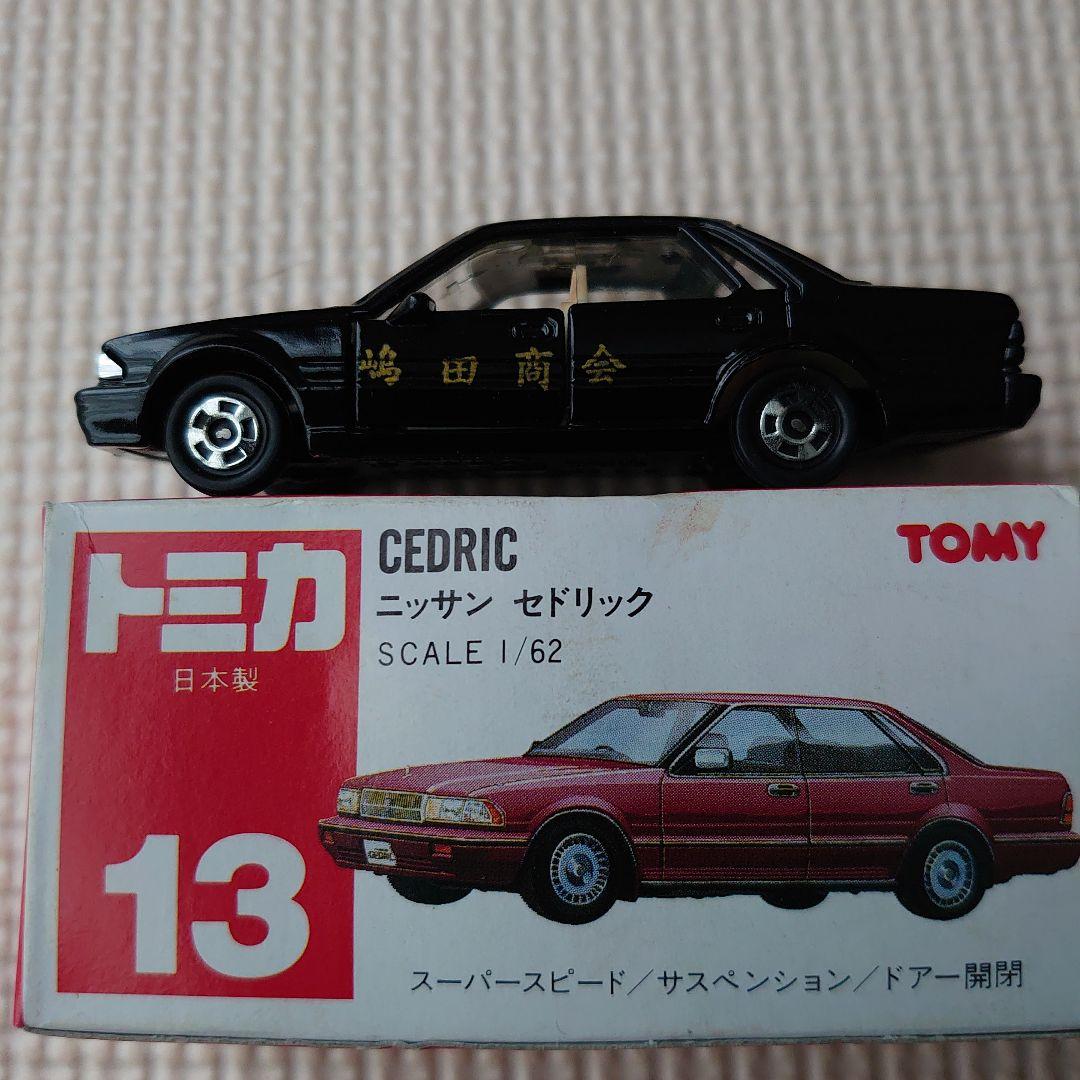 嶋田商会
CEDRIC
TOMY
ニッサン セドリック
SCALE 1/62
トミカ
日本製
13
CEDRIC
スーパースピード/サスペンション/ドアー開閉